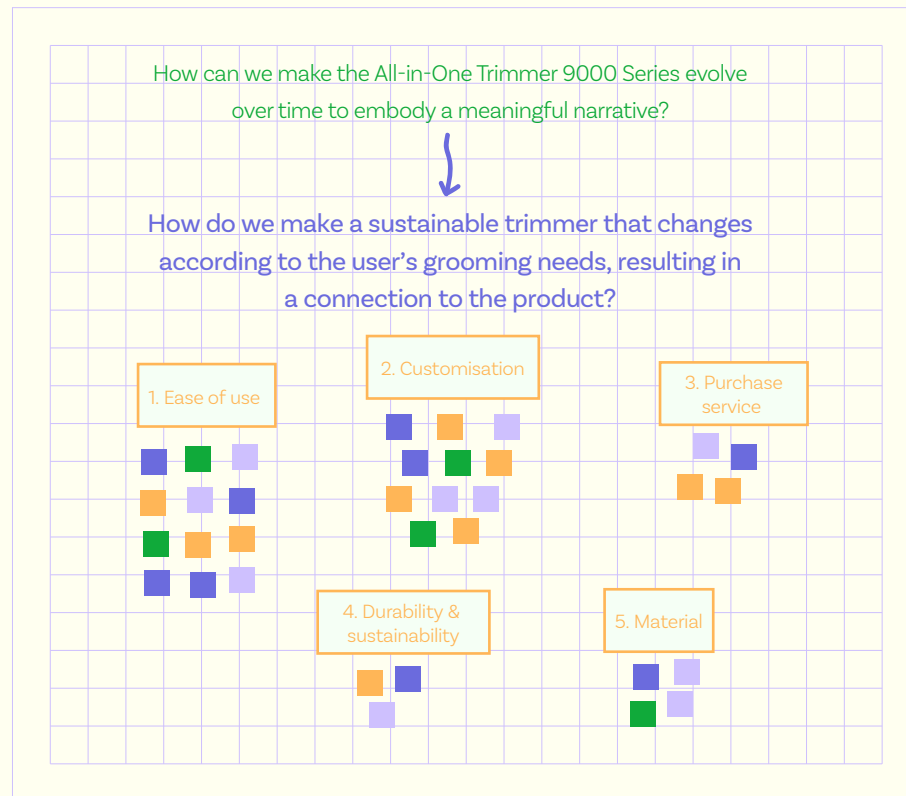 How can we make the All-in-One Trimmer 9000 Series evolve
over time to embody a meaningful narrative?
How do we make a sustainable trimmer that changes
according to the user's grooming needs, resulting in
a connection to the product?
1. Ease of use
2. Customisation
3. Purchase
service
4. Durability &
sustainability
5. Material